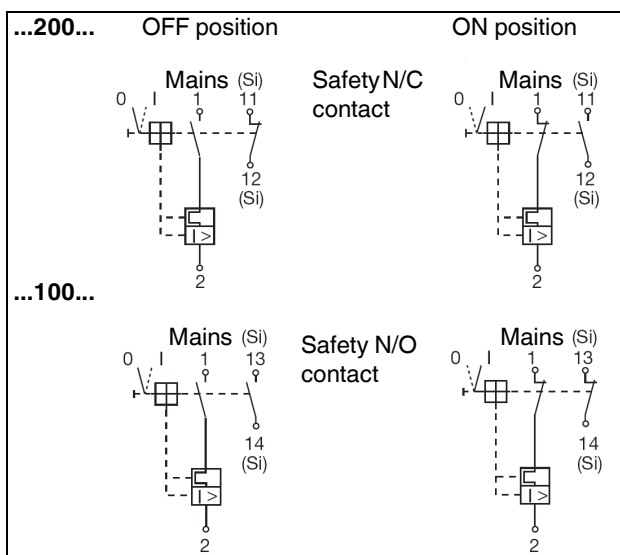 ...200... OFF position ON position
Mains (Si) Safety N/C Mains (Si)
0 I 1 11 contact 0 I 1 11
12 12
(Si) (Si)
I > I >
2 2
...100...
Mains (Si) Safety N/O Mains (Si)
0 I 1 13 contact 0 I 1 13
14 14
(Si) (Si)
I > I >
2 2